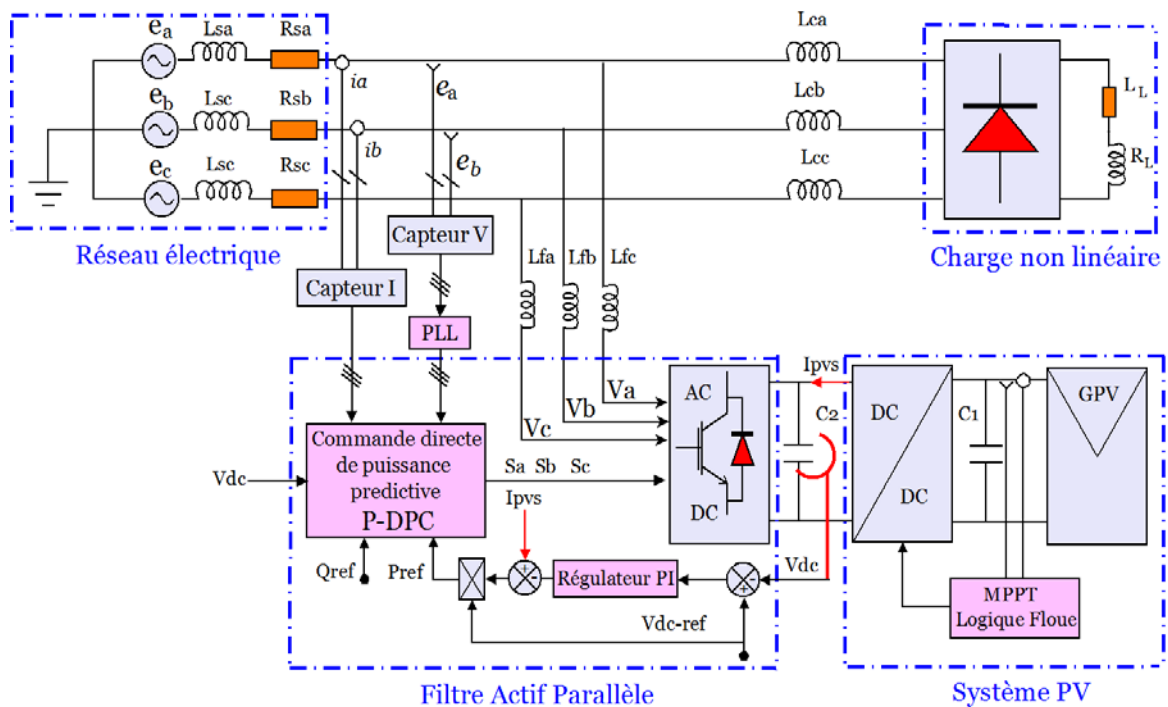 ea
Lsa
Rsa
ia
ea
Lca
eb
Lsc
Rsb
ib
eb
Lcb
LL
ec
Lsc
Rsc
Lcc
RL
Réseau électrique
Charge non linéaire
Capteur V
Capteur I
PLL
Lfa
Lfb
Lfc
Va
Vb
Vc
AC
DC
Ipvs
C2
DC
DC
C1
GPV
Commande directe
de puissance
predictive
P-DPC
Vdc
Sa Sb Sc
Ipvs
+
-
Qref
Pref
Régulateur PI
-
+
Vdc
Vdc-ref
MPPT
Logique Floue
Filtre Actif Parallèle
Système PV